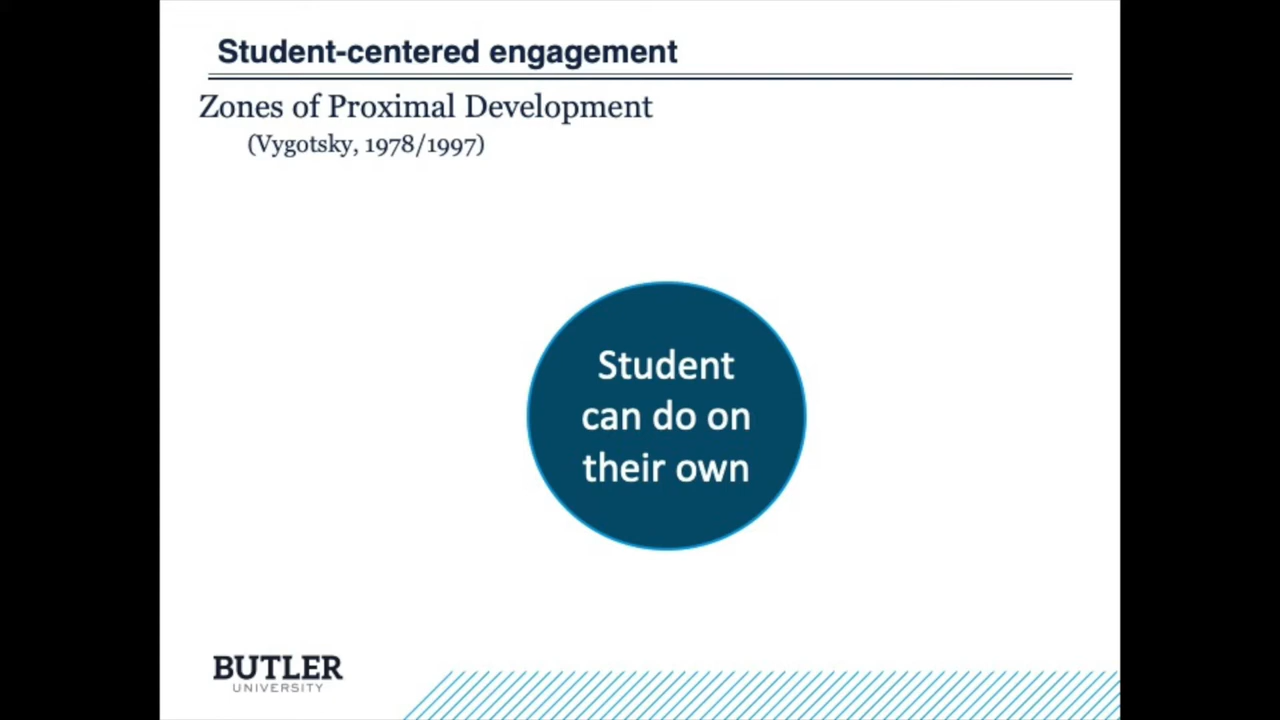 Student-centered engagement
Zones of Proximal Development
(Vygotsky, 1978/1997)
Student
can do on
their own
BUTLER
UNIVERSITY